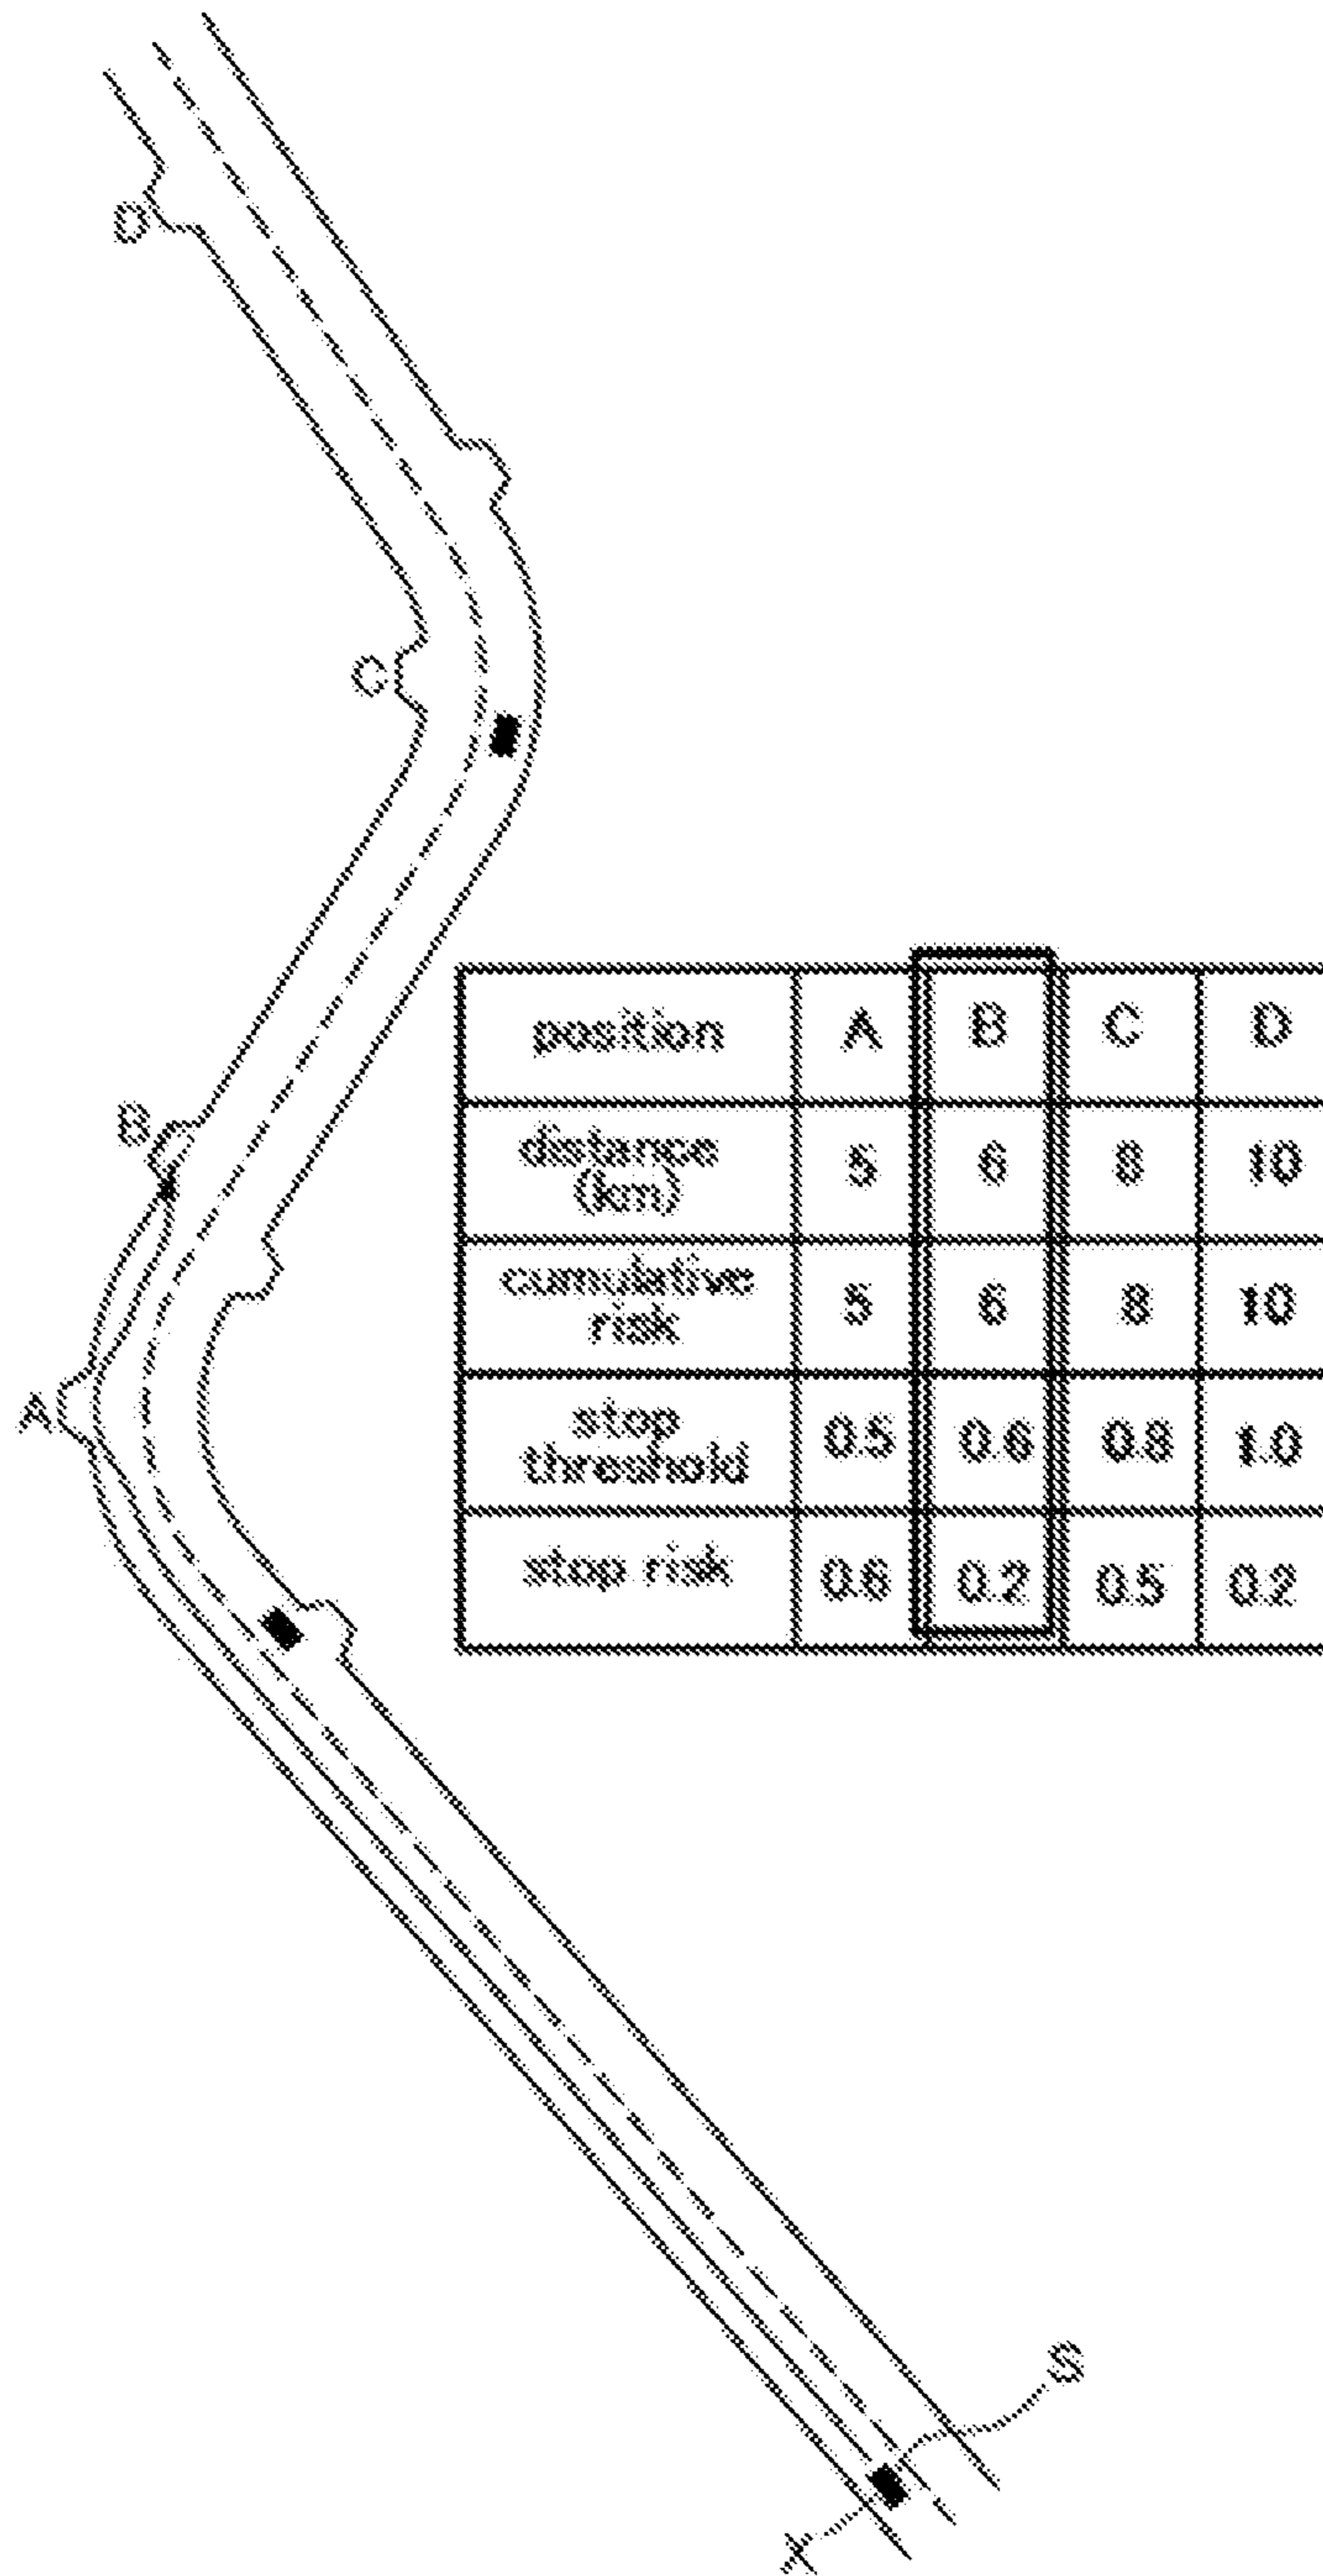 D
C
B
A
position A B C D
distance
(km) 5 6 8 10
cumulative
risk 5 6 8 10
stop
threshold 0.5 0.6 0.8 1.0
stop risk 0.6 0.2 0.5 0.2
S
X